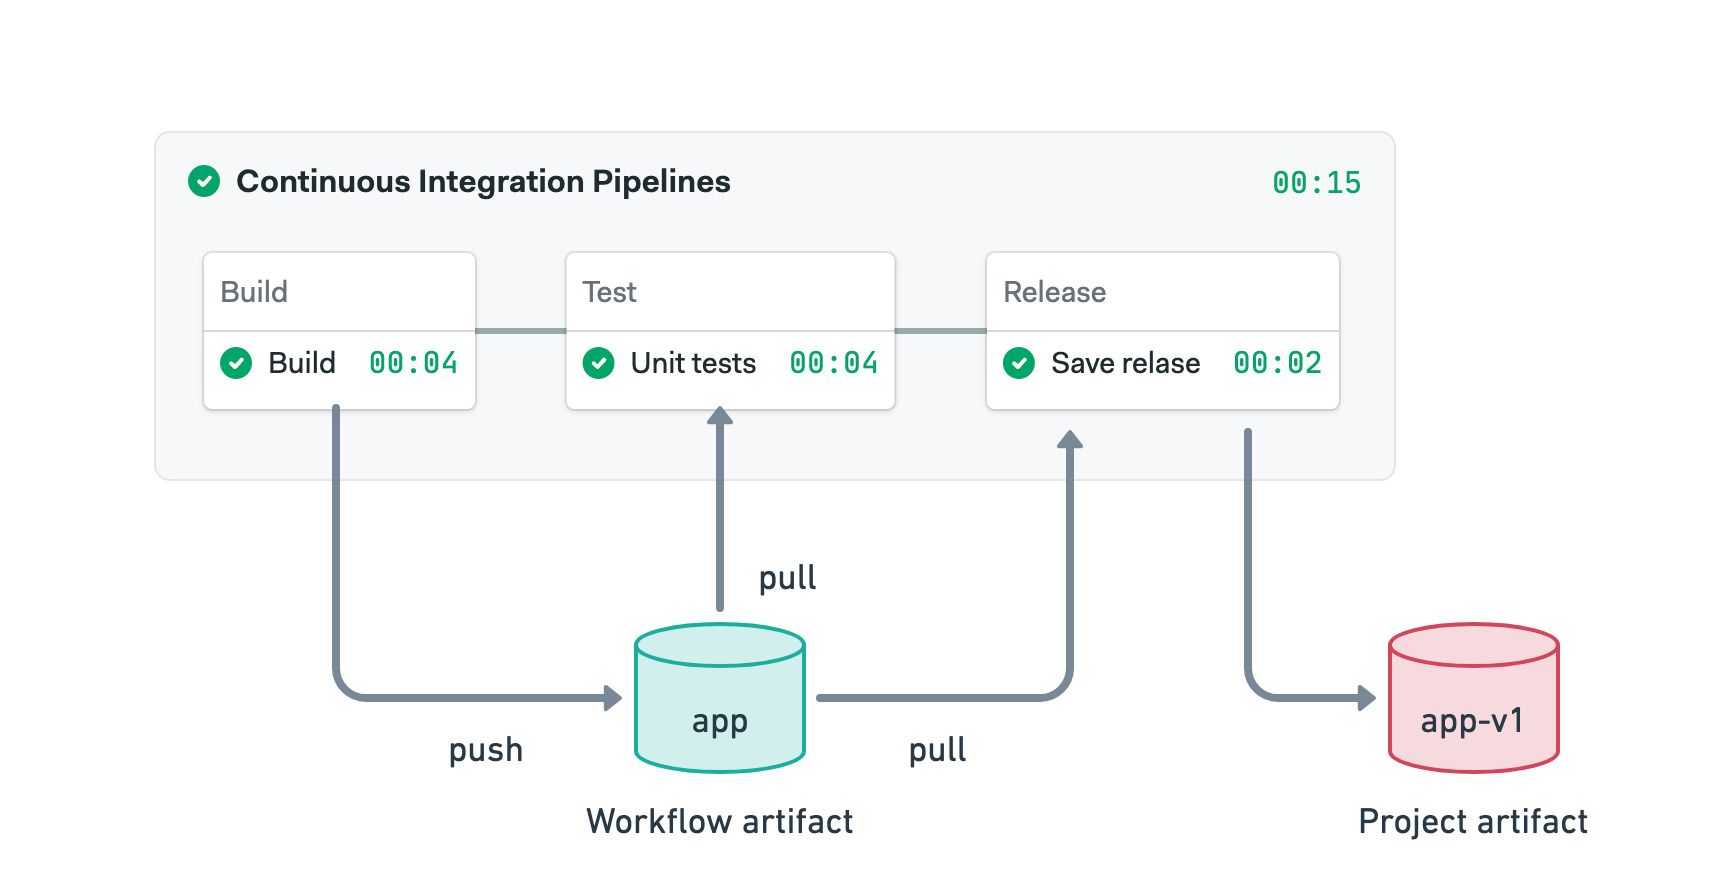 Continuous Integration Pipelines 00:15
Build
Build 00:04
Test
Unit tests 00:04
Release
Save relase 00:02
pull
app
push
pull
Workflow artifact
app-v1
Project artifact